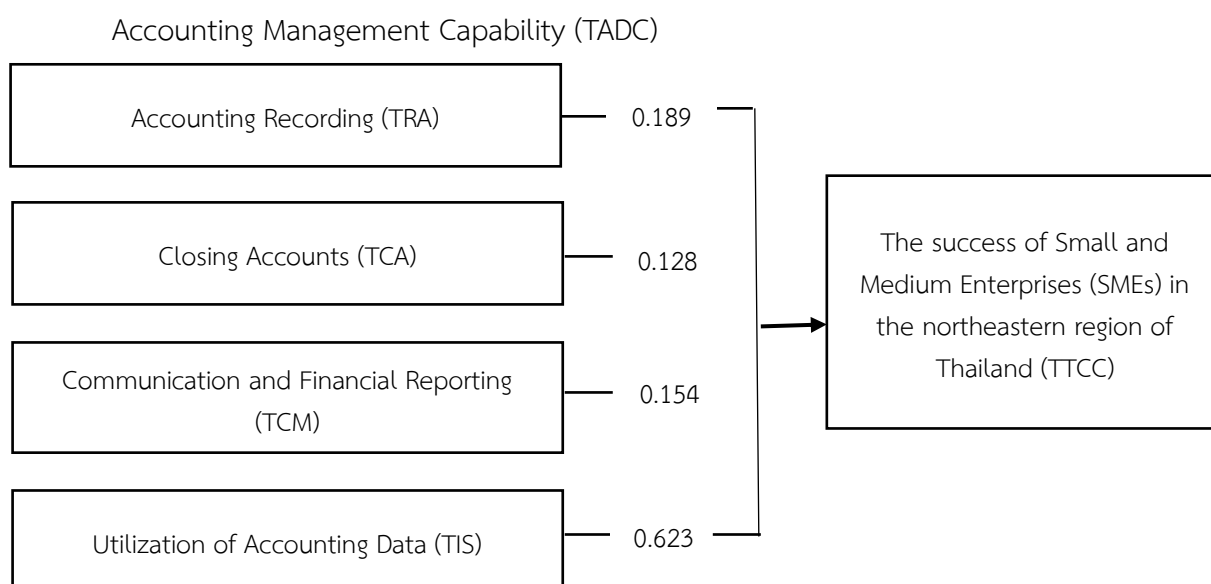 Accounting Management Capability (TADC)
Accounting Recording (TRA)
0.189
Closing Accounts (TCA)
0.128
Communication and Financial Reporting
(TCM)
0.154
Utilization of Accounting Data (TIS)
0.623
The success of Small and
Medium Enterprises (SMEs) in
the northeastern region of
Thailand (TTCC)